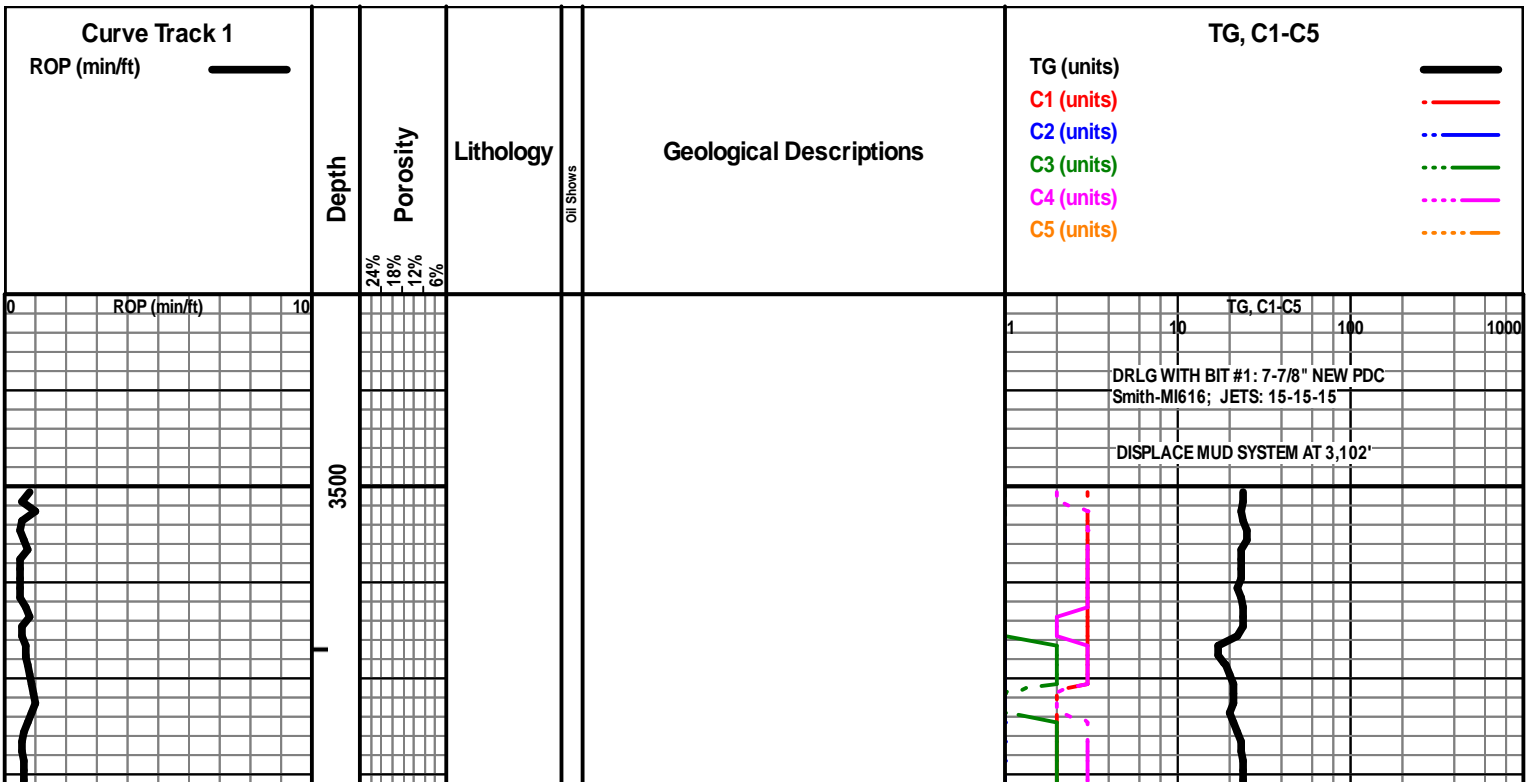 Curve Track 1
ROP (min/ft)
Depth
Porosity
24%
18%
12%
6%
Lithology
Oil Shows
Geological Descriptions
TG, C1-C5
TG (units)
C1 (units)
C2 (units)
C3 (units)
C4 (units)
C5 (units)
0 ROP (min/ft) 10
TG, C1-C5
1 10 100 1000
DRLG WITH BIT #1: 7-7/8" NEW PDC
Smith-MI616; JETS: 15-15-15
DISPLACE MUD SYSTEM AT 3,102'
3500